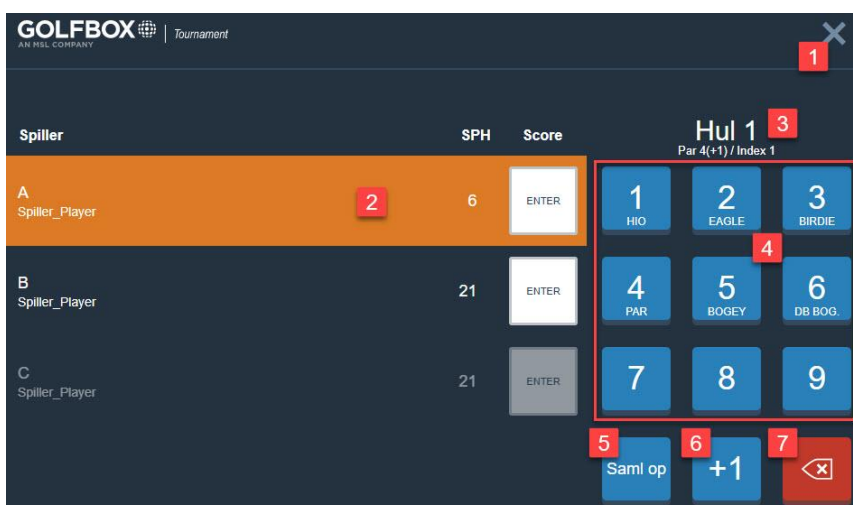 GOLFBOX | Tournament
AN MSL COMPANY
1
Spiller SPH Score
Hul 1 3
Par 4(+1) / Index 1
A
Spiller_Player
2
6 ENTER
B
Spiller_Player
21 ENTER
C
Spiller_Player
21 ENTER
1 2 3
HIO EAGLE BIRDIE
4
4 5 6
PAR BOGEY DB BOG.
7 8 9
5 6 7
Saml op +1